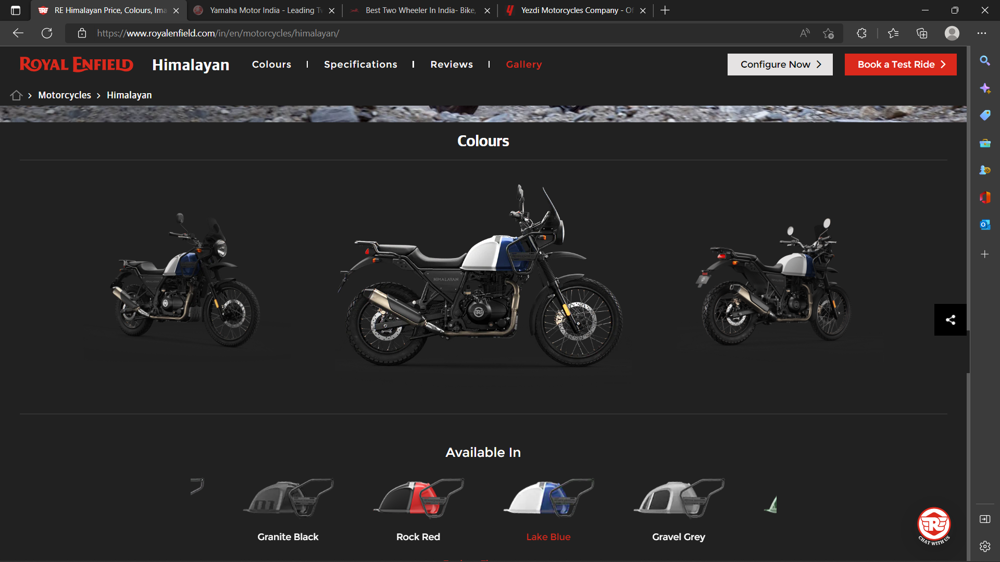 RE Himalayan Price, Colours, Ima
Yamaha Motor India - Leading Tw
Best Two Wheeler In India- Bike,
Yezdi Motorcycles Company - Of
https://www.royalenfield.com/in/en/motorcycles/himalayan/
ROYAL ENFIELD
Himalayan
Colours
Specifications
Reviews
Gallery
Configure Now
Book a Test Ride
Motorcycles > Himalayan
Colours
HIMALAYAN
Available In
Granite Black
Rock Red
Lake Blue
Gravel Grey
CHAT WITH US